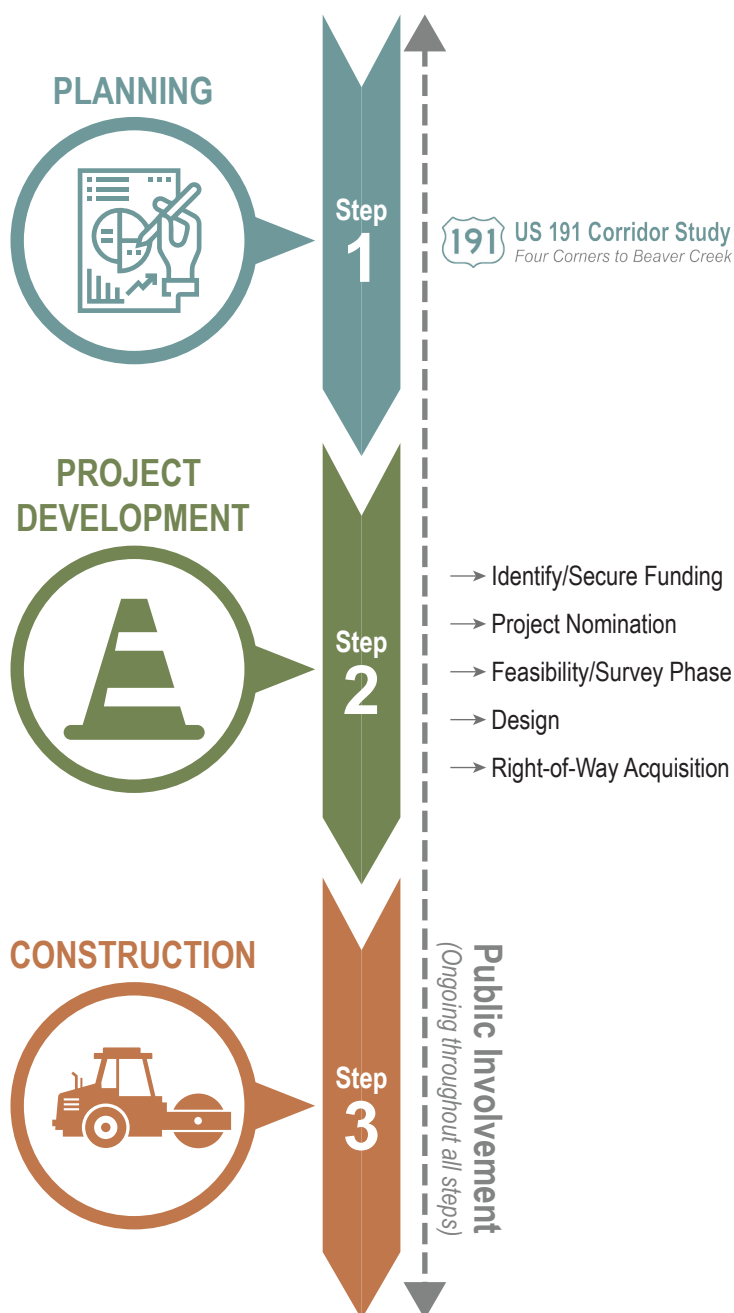 PLANNING
Step
1
191
US 191 Corridor Study
Four Corners to Beaver Creek
PROJECT
DEVELOPMENT
Step
2
Identify/Secure Funding
Project Nomination
Feasibility/Survey Phase
Design
Right-of-Way Acquisition
CONSTRUCTION
Step
3
Public Involvement
(Ongoing throughout all steps)